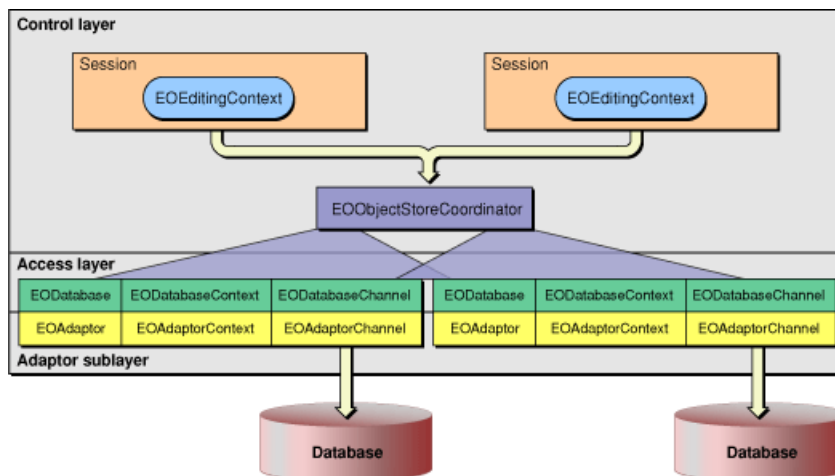 Control layer
Session Session
EOEditingContext EOEditingContext
EOObjectStoreCoordinator
Access layer
EODatabase EODatabaseContext EODatabaseChannel EODatabase EODatabaseContext EODatabaseChannel
EOAdaptor EOAdaptorContext EOAdaptorChannel EOAdaptor EOAdaptorContext EOAdaptorChannel
Adaptor sublayer
Database Database